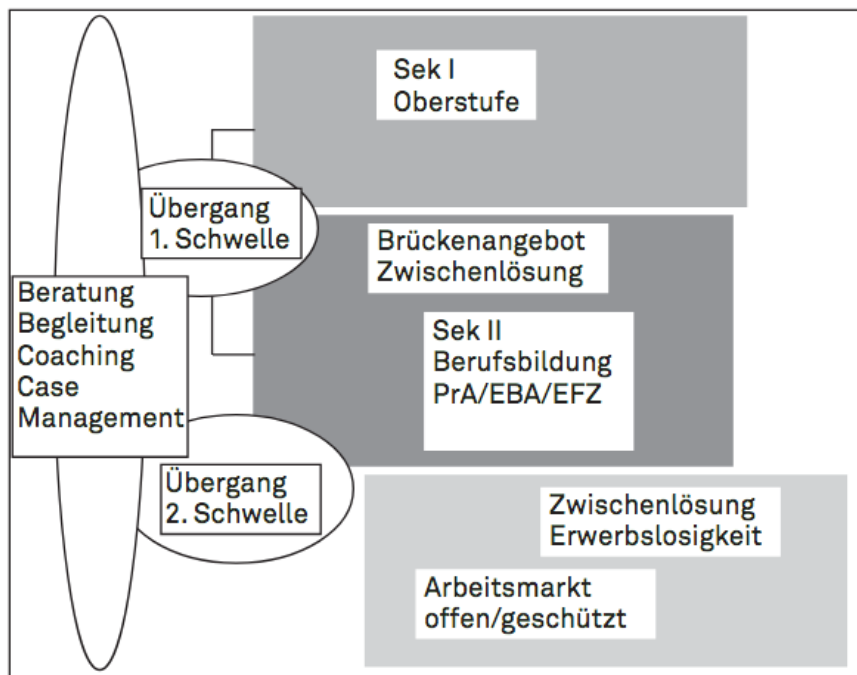 Sek I
Oberstufe
Übergang
1. Schwelle
Brückenangebot
Zwischenlösung
Beratung
Begleitung
Coaching
Case
Management
Sek II
Berufsbildung
PrA/EBA/EFZ
Übergang
2. Schwelle
Zwischenlösung
Erwerbslosigkeit
Arbeitsmarkt
offen/geschützt